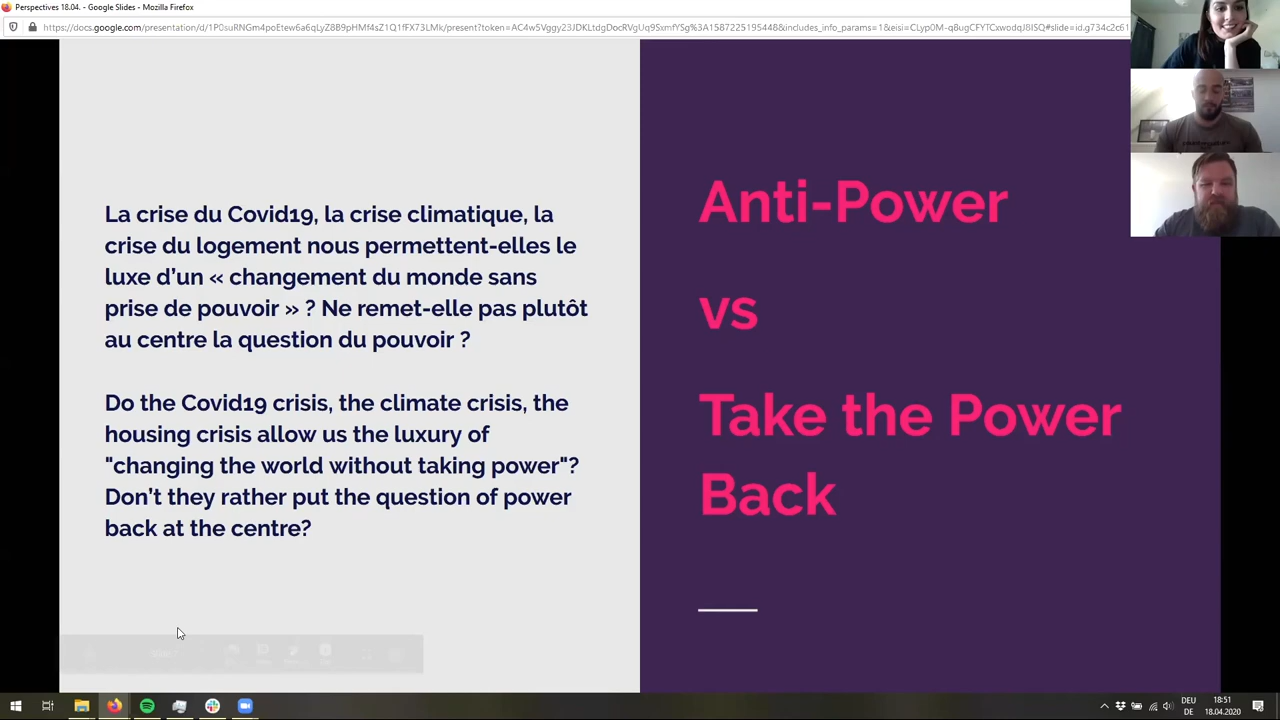 Perspectives 18.04. - Google Slides - Mozilla Firefox
La crise du Covid19, la crise climatique, la
crise du logement nous permettent-elles le
luxe d’un « changement du monde sans
prise de pouvoir » ? Ne remet-elle pas plutôt
au centre la question du pouvoir ?
Do the Covid19 crisis, the climate crisis, the
housing crisis allow us the luxury of
"changing the world without taking power"?
Don’t they rather put the question of power
back at the centre?
Anti-Power
vs
Take the Power
Back
DEU
DE
18:51
18.04.2020